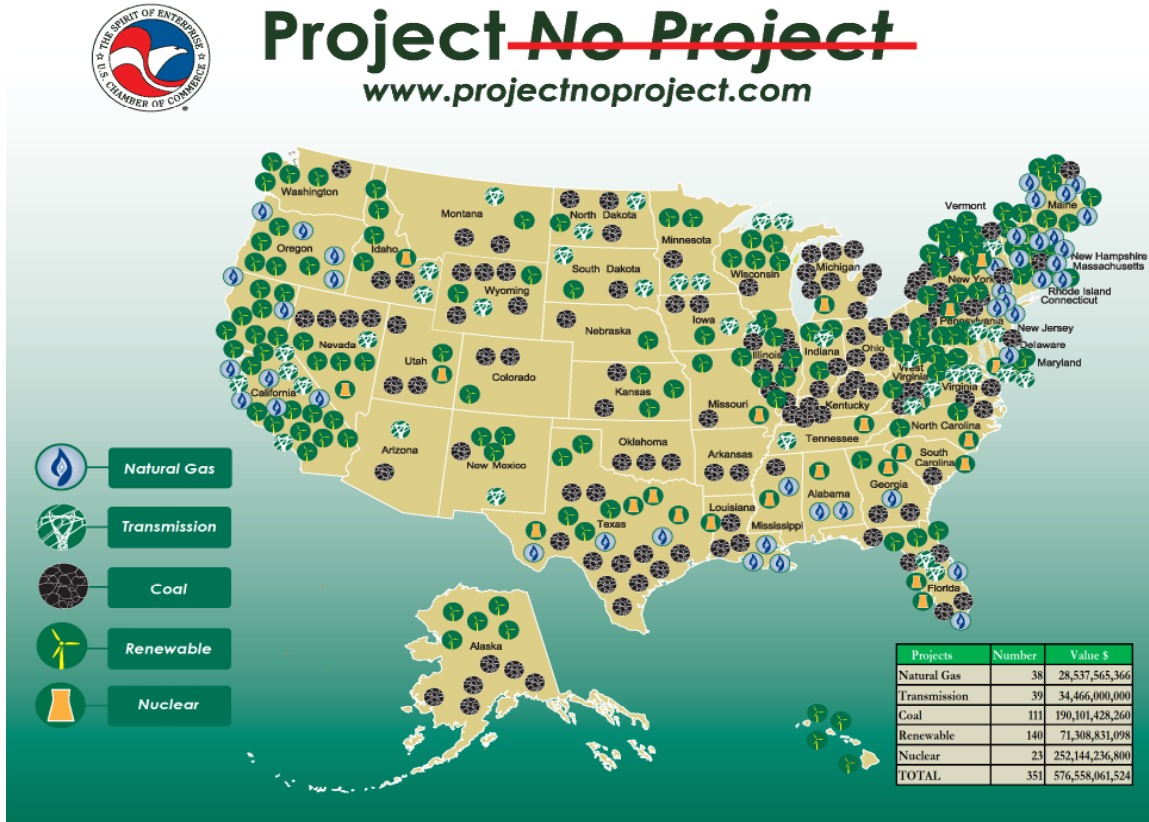 THE SPIRIT OF ENTERPRISE
U.S. CHAMBER OF COMMERCE
®
Project No Project
www.projectnoproject.com
Washington
Montana
North Dakota
Minnesota
Vermont
Maine
Oregon
Idaho
Wisconsin
Michigan
New York
New Hampshire
Massachusetts
South Dakota
Wyoming
Rhode Island
Connecticut
Iowa
Pennsylvania
New Jersey
Nebraska
Nevada
Utah
Illinois
Indiana
Ohio
Delaware
Maryland
Colorado
West Virginia
Virginia
California
Kansas
Missouri
Kentucky
North Carolina
Tennessee
Oklahoma
Arizona
New Mexico
Arkansas
South Carolina
Georgia
Alabama
Louisiana
Mississippi
Texas
Florida
Alaska
Natural Gas
Transmission
Coal
Renewable
Nuclear
Projects Number Value $
Natural Gas 38 28,537,565,366
Transmission 39 34,466,000,000
Coal 111 190,101,428,260
Renewable 140 71,308,831,098
Nuclear 23 252,144,236,800
TOTAL 351 576,558,061,524